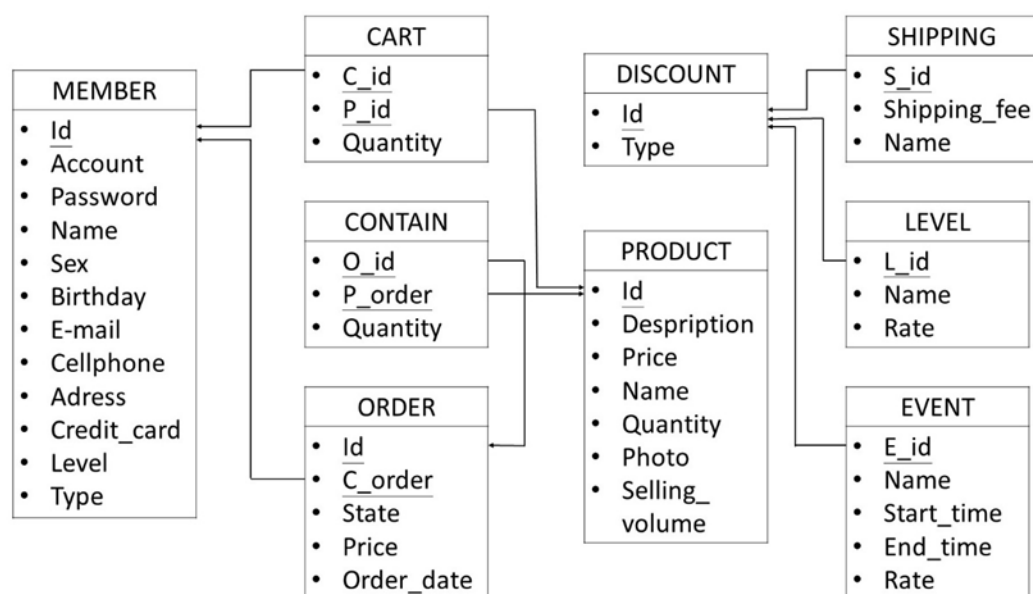 MEMBER
• Id
• Account
• Password
• Name
• Sex
• Birthday
• E-mail
• Cellphone
• Adress
• Credit_card
• Level
• Type
CART
• C_id
• P_id
• Quantity
CONTAIN
• O_id
• P_order
• Quantity
ORDER
• Id
• C_order
• State
• Price
• Order_date
DISCOUNT
• Id
• Type
PRODUCT
• Id
• Despription
• Price
• Name
• Quantity
• Photo
• Selling_
volume
SHIPPING
• S_id
• Shipping_fee
• Name
LEVEL
• L_id
• Name
• Rate
EVENT
• E_id
• Name
• Start_time
• End_time
• Rate